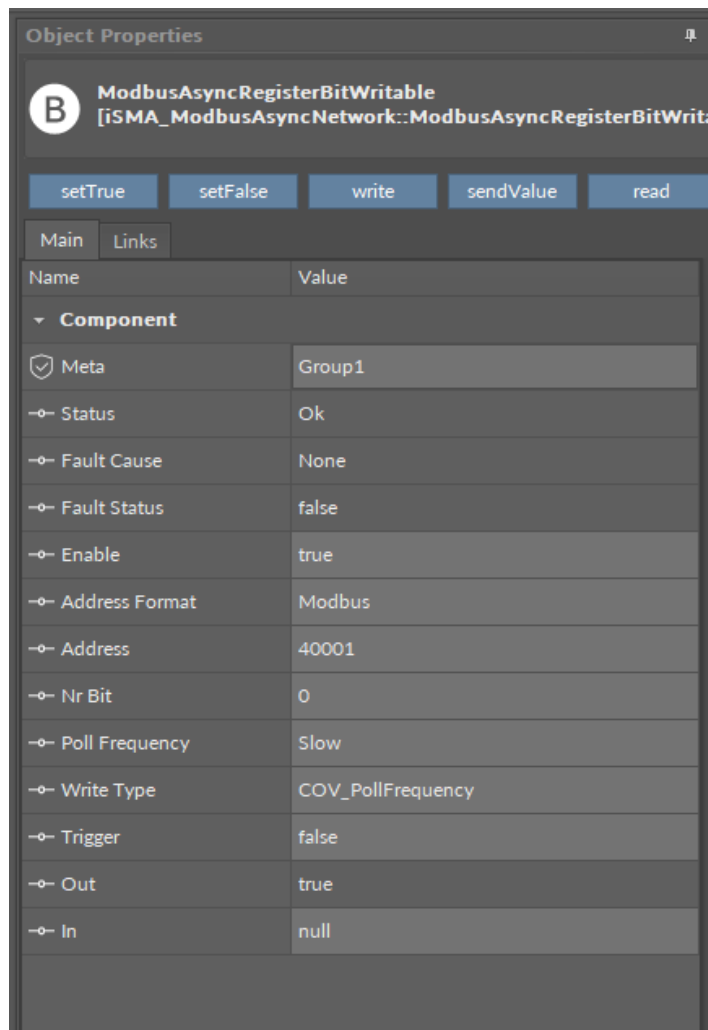 Object Properties
B
ModbusAsyncRegisterBitWritable
[iSMA_ModbusAsyncNetwork::ModbusAsyncRegisterBitWrita
setTrue setFalse write sendValue read
Main Links
Name Value
Component
Meta Group1
Status Ok
Fault Cause None
Fault Status false
Enable true
Address Format Modbus
Address 40001
Nr Bit 0
Poll Frequency Slow
Write Type COV_PollFrequency
Trigger false
Out true
In null